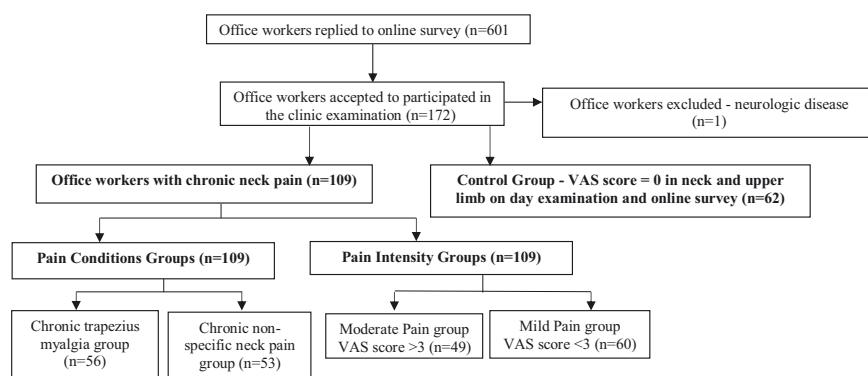 Office workers replied to online survey (n=601
Office workers accepted to participated in
the clinic examination (n=172)
Office workers excluded - neurologic disease
(n=1)
Office workers with chronic neck pain (n=109)
Control Group - VAS score = 0 in neck and upper
limb on day examination and online survey (n=62)
Pain Conditions Groups (n=109)
Pain Intensity Groups (n=109)
Chronic trapezius
myalgia group
(n=56)
Chronic non-
specific neck pain
group (n=53)
Moderate Pain group
VAS score >3 (n=49)
Mild Pain group
VAS score <3 (n=60)